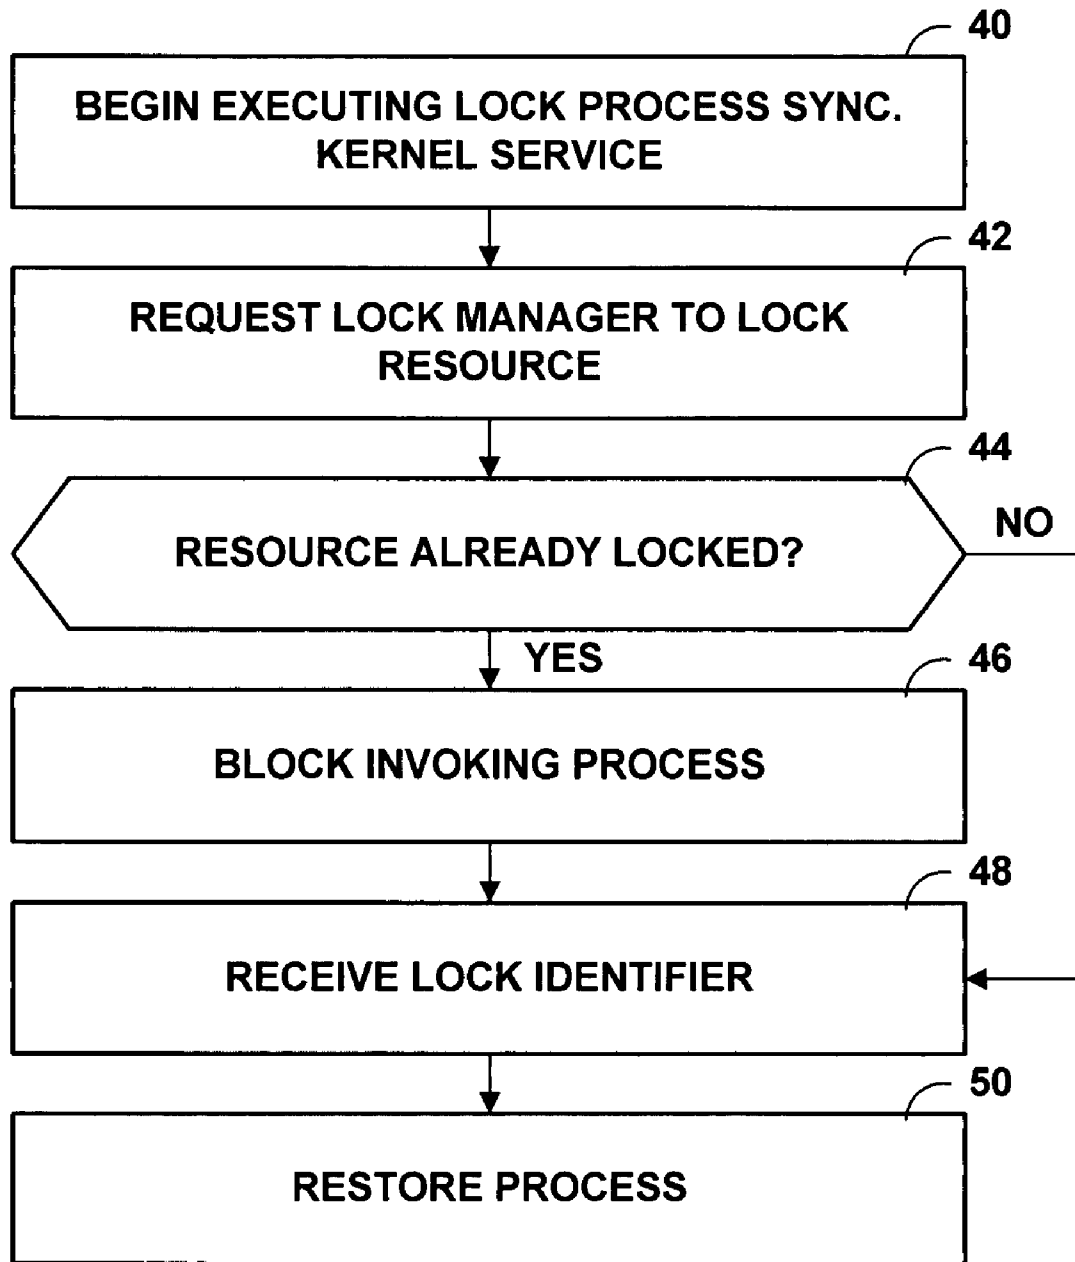 40
BEGIN EXECUTING LOCK PROCESS SYNC.
KERNEL SERVICE
42
REQUEST LOCK MANAGER TO LOCK
RESOURCE
44
RESOURCE ALREADY LOCKED?
NO
YES
46
BLOCK INVOKING PROCESS
48
RECEIVE LOCK IDENTIFIER
50
RESTORE PROCESS